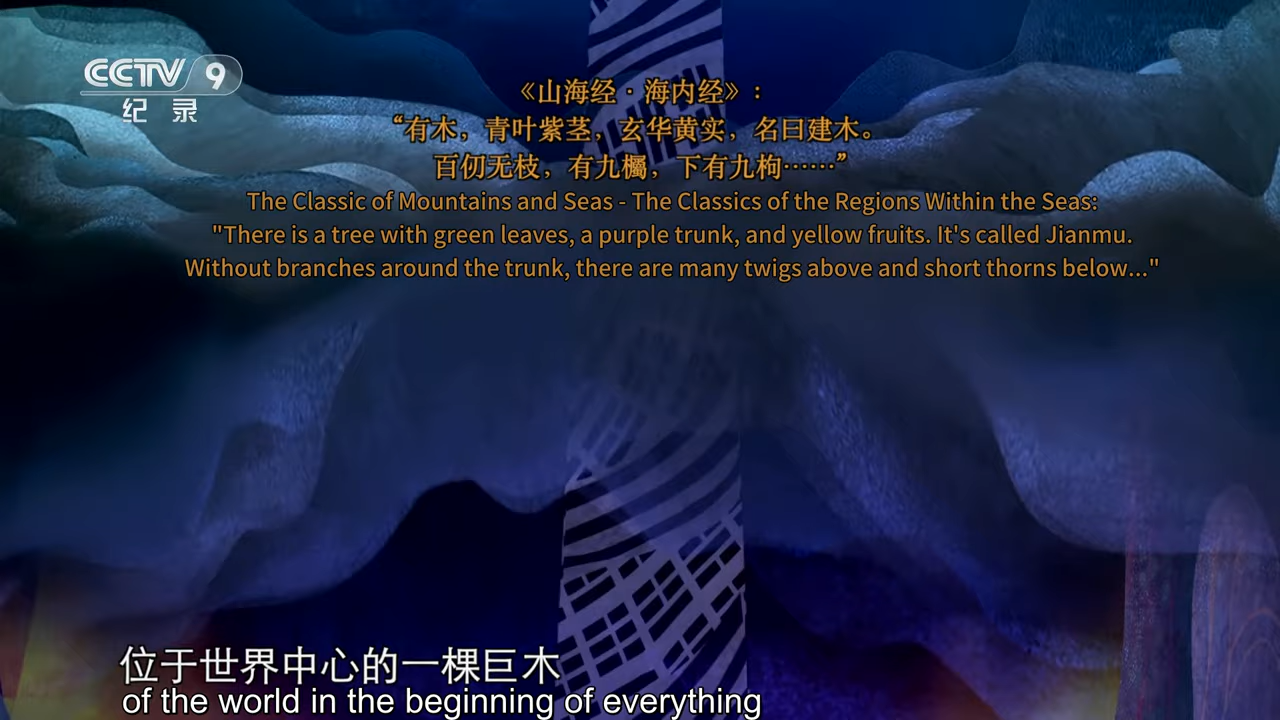 CCTV 9
纪录
《山海经·海内经》:
“有木，青叶紫茎，玄华黄实，名曰建木。
百仞无枝，有九欘，下有九枸……”
The Classic of Mountains and Seas - The Classics of the Regions Within the Seas:
"There is a tree with green leaves, a purple trunk, and yellow fruits. It's called Jianmu.
Without branches around the trunk, there are many twigs above and short thorns below..."
位于世界中心的一棵巨木
of the world in the beginning of everything